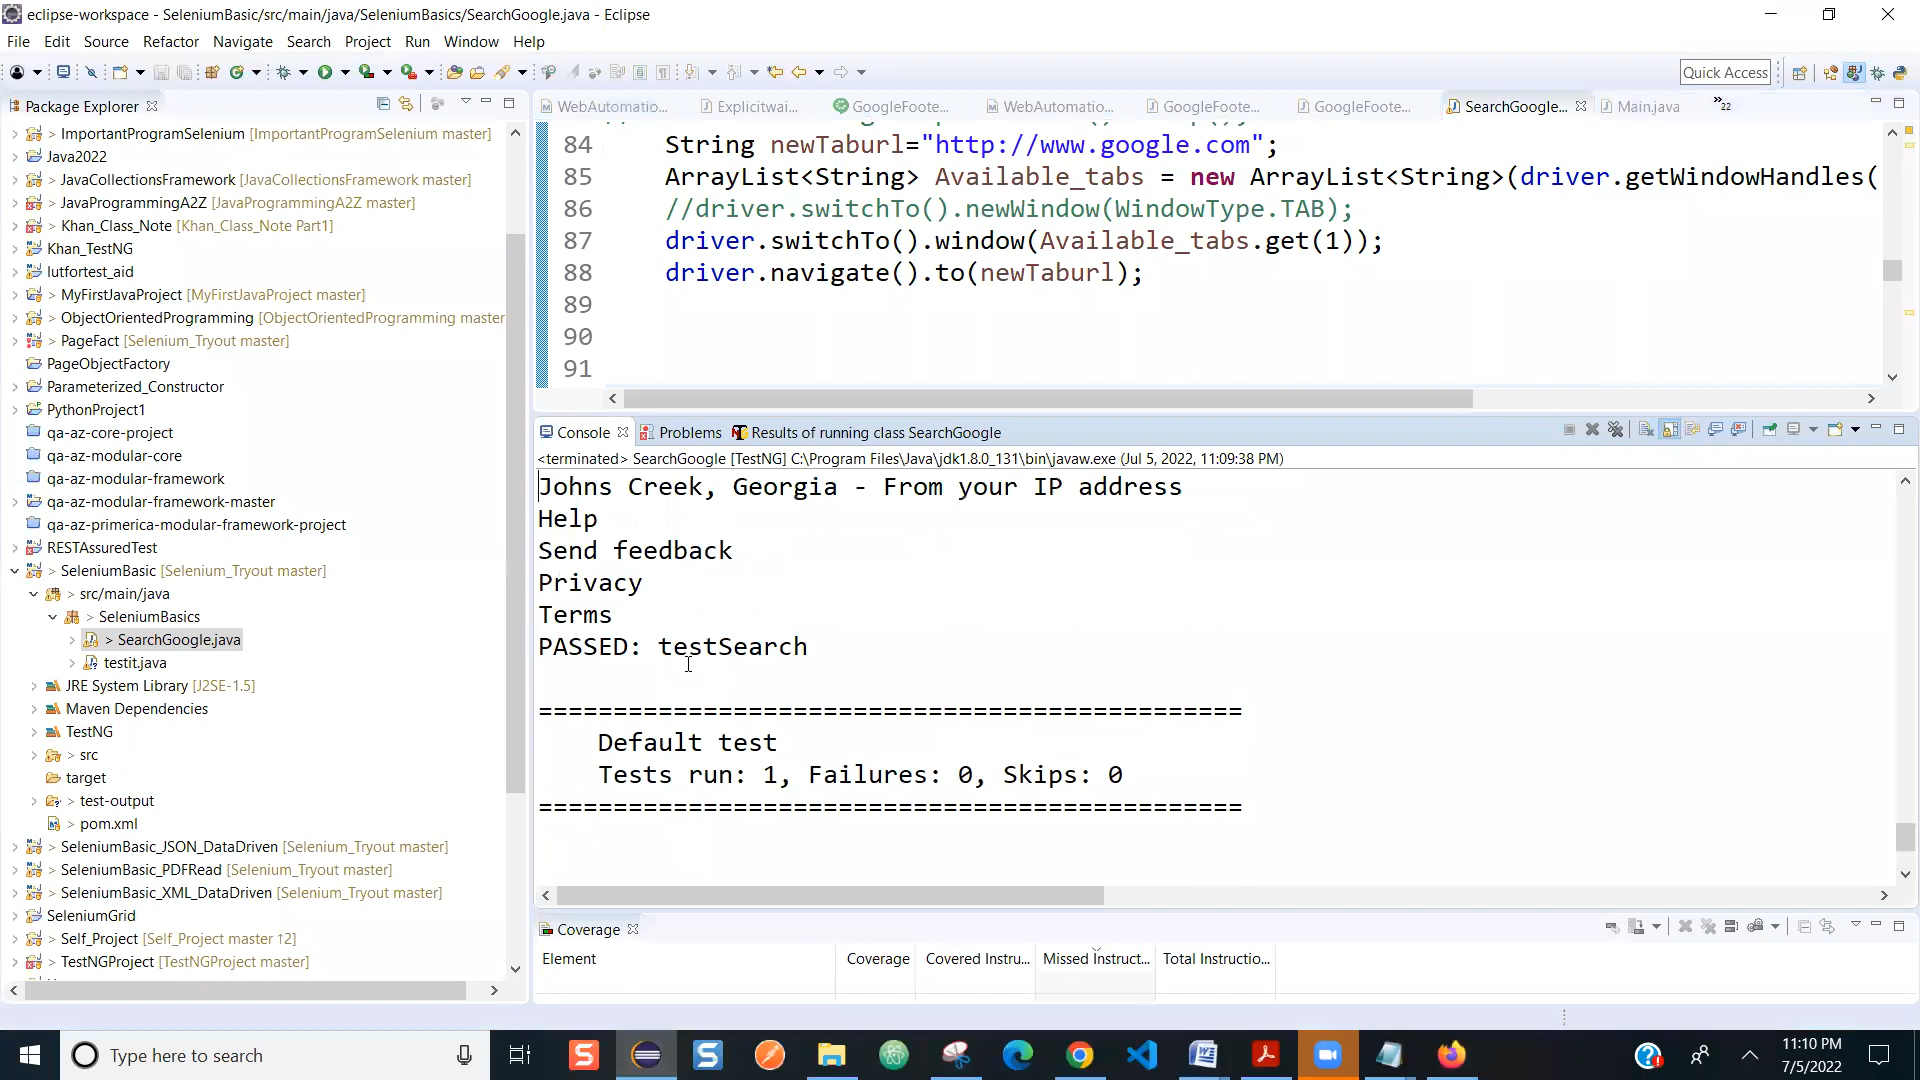 eclipse-workspace - SeleniumBasic/src/main/java/SeleniumBasics/SearchGoogle.java - Eclipse
File Edit Source Refactor Navigate Search Project Run Window Help
Quick Access
Package Explorer
> ImportantProgramSelenium [ImportantProgramSelenium master]
Java2022
> JavaCollectionsFramework [JavaCollectionsFramework master]
> JavaProgrammingA2Z [JavaProgrammingA2Z master]
> Khan_Class_Note [Khan_Class_Note Part1]
Khan_TestNG
lutfortest_aid
> MyFirstJavaProject [MyFirstJavaProject master]
> ObjectOrientedProgramming [ObjectOrientedProgramming master
> PageFact [Selenium_Tryout master]
PageObjectFactory
Parameterized_Constructor
PythonProject1
qa-az-core-project
qa-az-modular-core
qa-az-modular-framework
qa-az-modular-framework-master
qa-az-primerica-modular-framework-project
RESTAssuredTest
> SeleniumBasic [Selenium_Tryout master]
> src/main/java
> SeleniumBasics
> SearchGoogle.java
testit.java
JRE System Library [J2SE-1.5]
Maven Dependencies
TestNG
> src
target
> test-output
> pom.xml
> SeleniumBasic_JSON_DataDriven [Selenium_Tryout master]
> SeleniumBasic_PDFRead [Selenium_Tryout master]
> SeleniumBasic_XML_DataDriven [Selenium_Tryout master]
SeleniumGrid
> Self_Project [Self_Project master ↑2]
> TestNGProject [TestNGProject master]
WebAutomatio... Explicitwai... GoogleFoote... WebAutomatio... GoogleFoote... GoogleFoote... SearchGoogle... Main.java »22
84 String newTaburl="http://www.google.com";
85 ArrayList<String> Available_tabs = new ArrayList<String>(driver.getWindowHandles(
86 //driver.switchTo().newWindow(WindowType.TAB);
87 driver.switchTo().window(Available_tabs.get(1));
88 driver.navigate().to(newTaburl);
89
90
91
Console Problems Results of running class SearchGoogle
<terminated> SearchGoogle [TestNG] C:\Program Files\Java\jdk1.8.0_131\bin\javaw.exe (Jul 5, 2022, 11:09:38 PM)
Johns Creek, Georgia - From your IP address
Help
Send feedback
Privacy
Terms
PASSED: testSearch
===============================================
Default test
Tests run: 1, Failures: 0, Skips: 0
===============================================
Coverage
Element Coverage Covered Instru... Missed Instruct... Total Instructio...
Type here to search
11:10 PM
7/5/2022